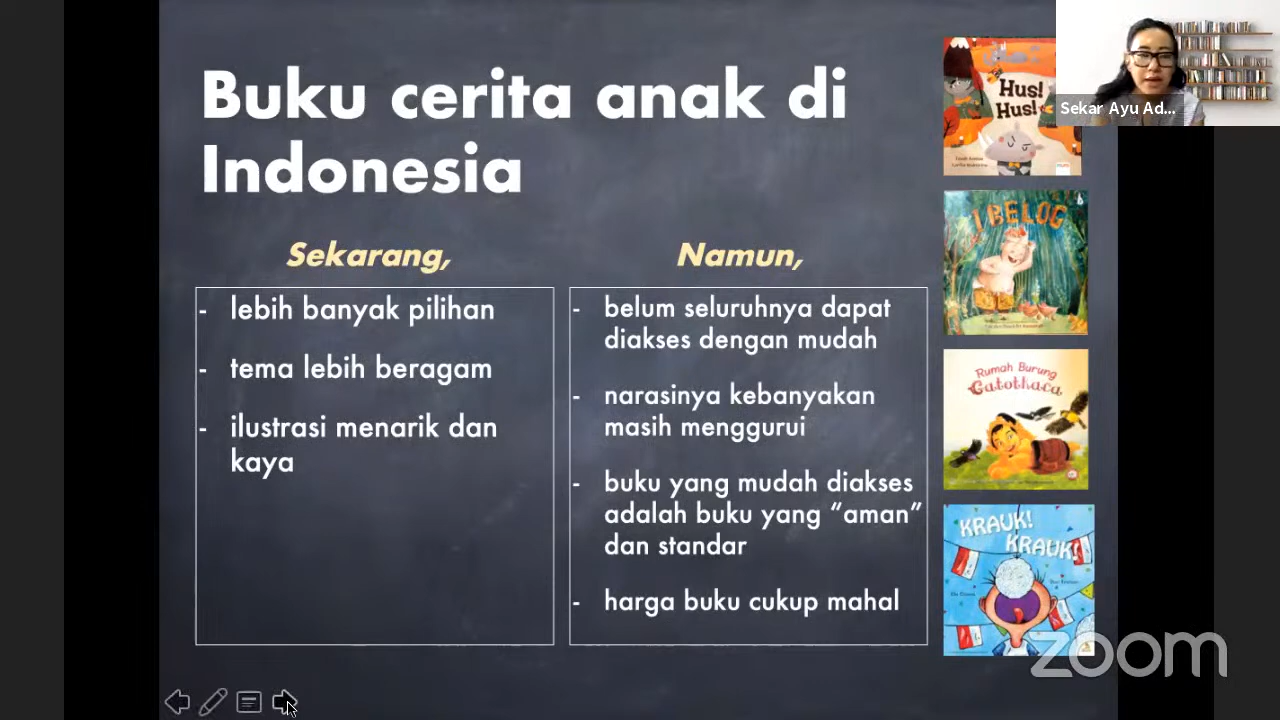 Buku cerita anak di
Indonesia
Sekarang,
- lebih banyak pilihan
- tema lebih beragam
- ilustrasi menarik dan
kaya
Namun,
- belum seluruhnya dapat
diakses dengan mudah
- narasinya kebanyakan
masih menggurui
- buku yang mudah diakses
adalah buku yang “aman”
dan standar
- harga buku cukup mahal
Hus!
Hus!
Sekar Ayu Ad...
I BELOG
Rumah Burung
Gatotkaca
KRAUK!
KRAUK!
zoom